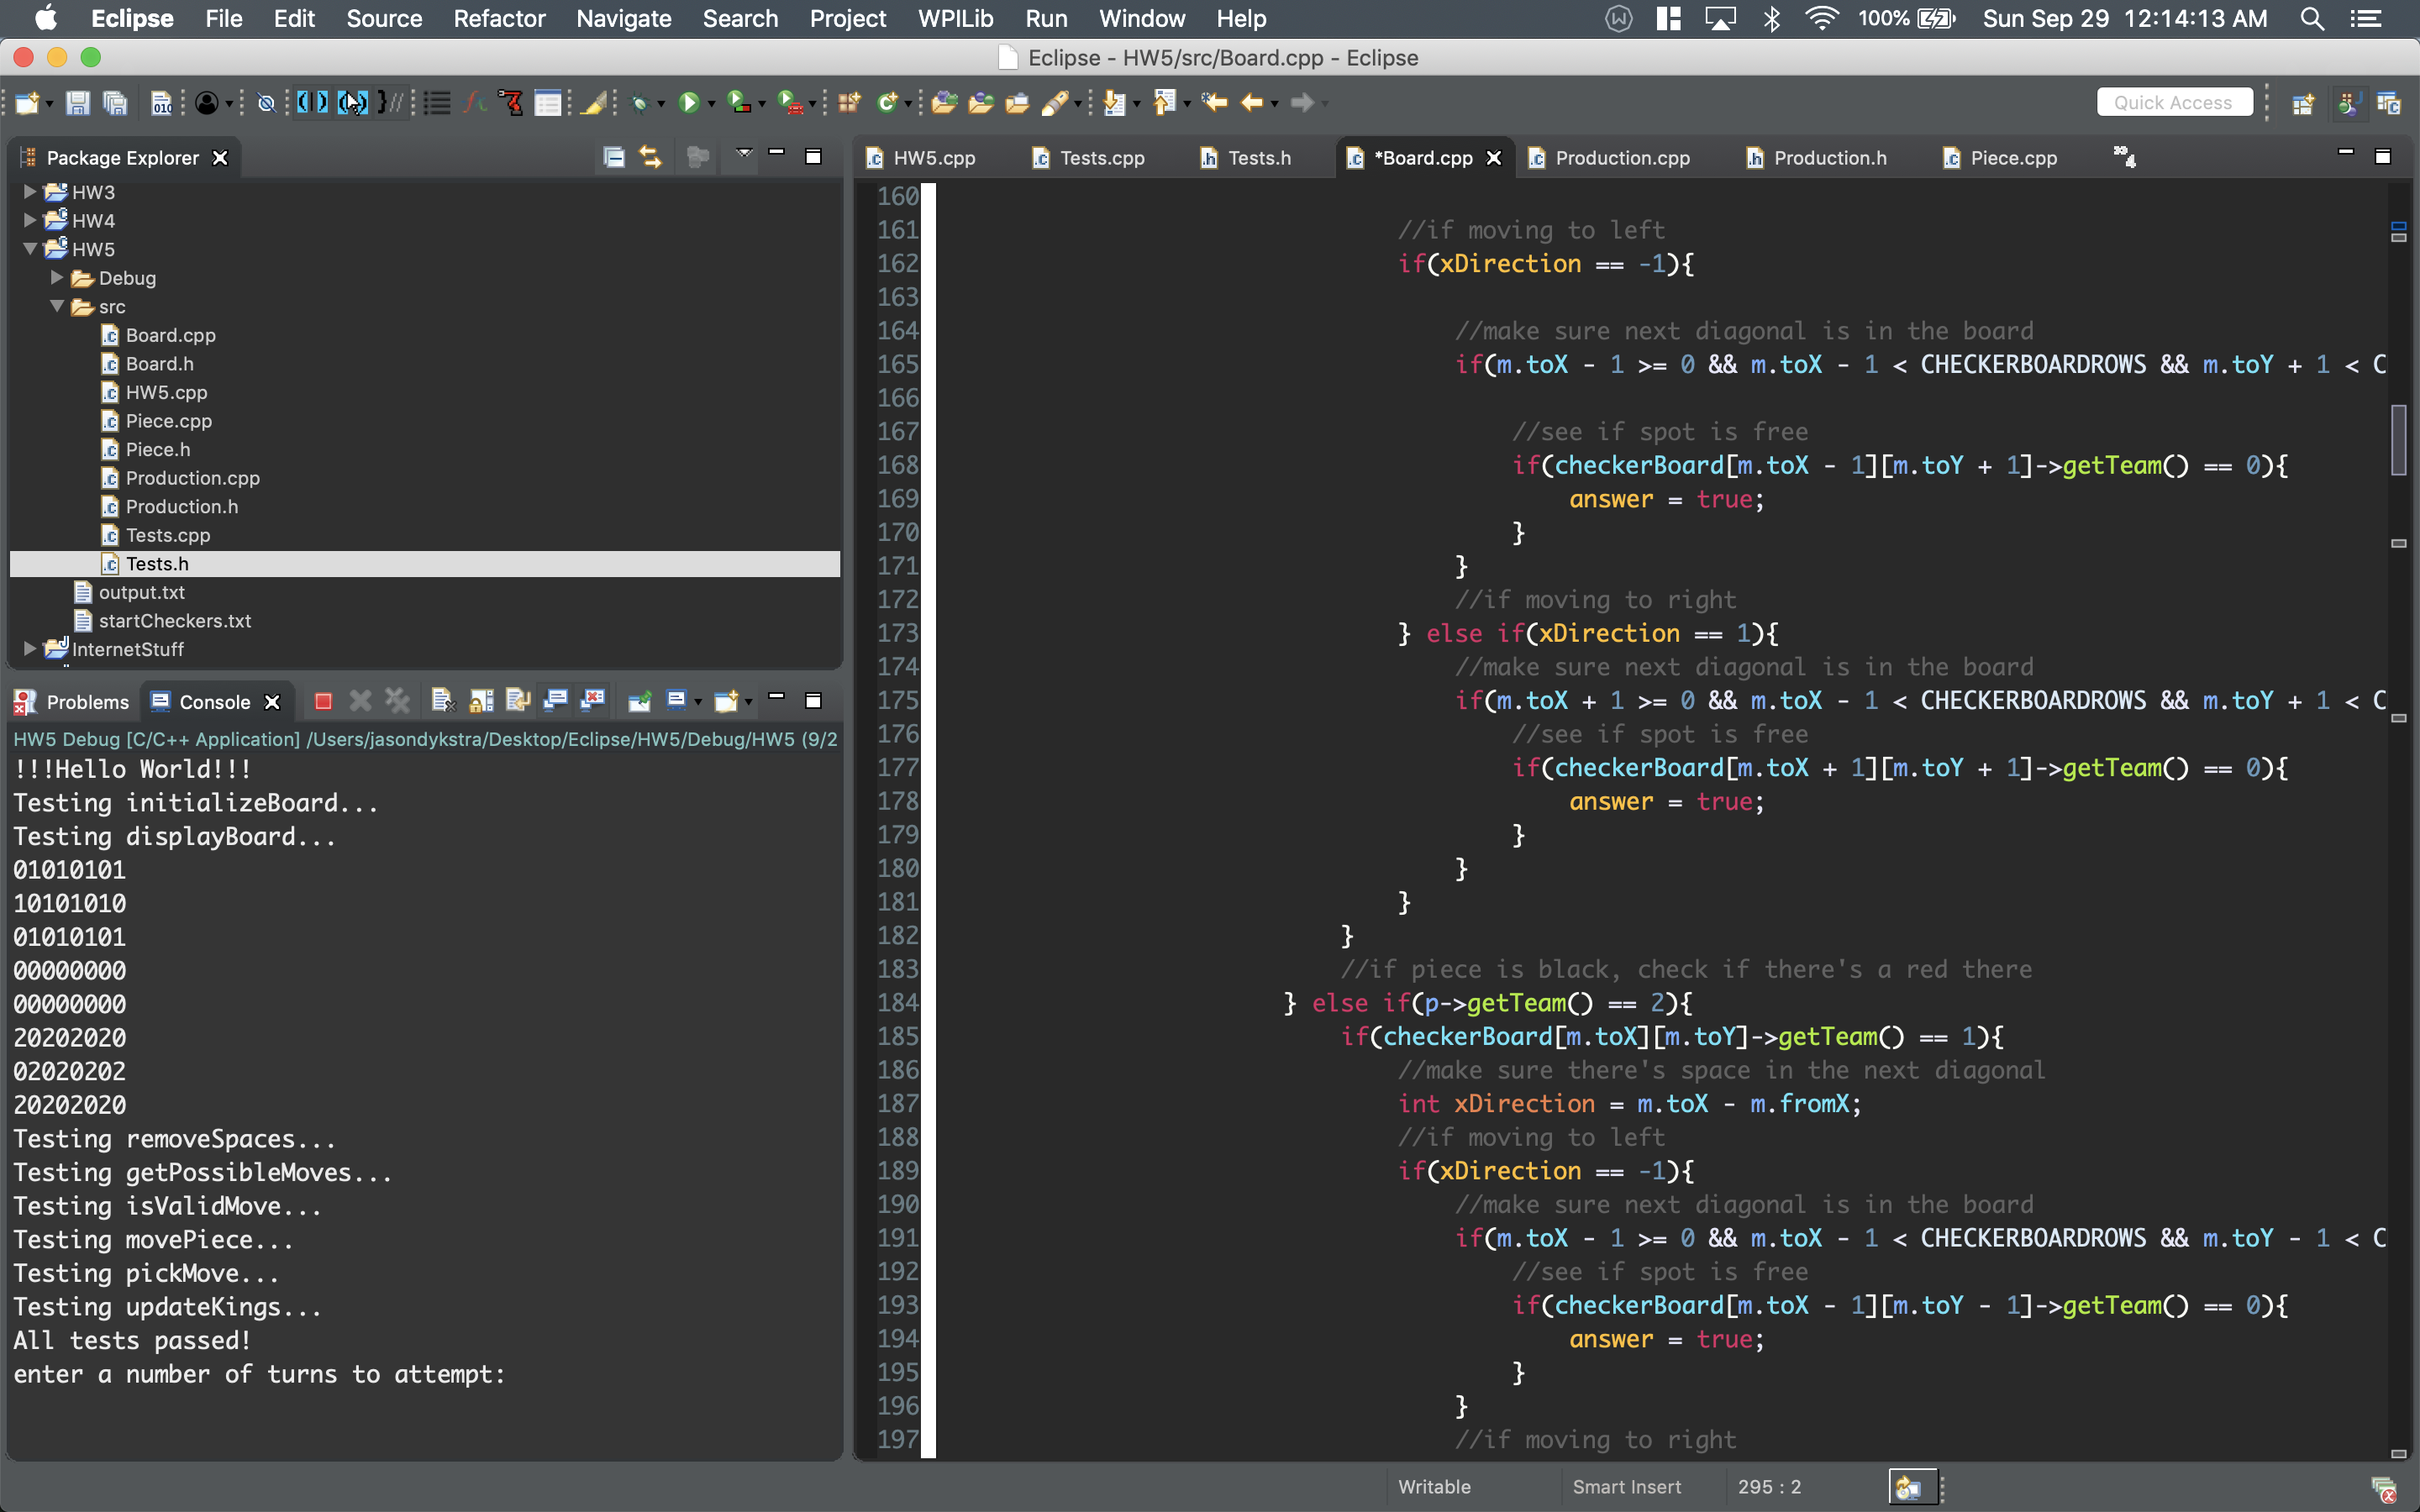 Eclipse File Edit Source Refactor Navigate Search Project WPILib Run Window Help 100% Sun Sep 29 12:14:13 AM
Eclipse - HW5/src/Board.cpp - Eclipse
Quick Access
Package Explorer
HW3
HW4
HW5
Debug
src
Board.cpp
Board.h
HW5.cpp
Piece.cpp
Piece.h
Production.cpp
Production.h
Tests.cpp
Tests.h
output.txt
startCheckers.txt
InternetStuff
Problems Console
HW5 Debug [C/C++ Application] /Users/jasondykstra/Desktop/Eclipse/HW5/Debug/HW5 (9/2
!!!Hello World!!!
Testing initializeBoard...
Testing displayBoard...
01010101
10101010
01010101
00000000
00000000
20202020
02020202
20202020
Testing removeSpaces...
Testing getPossibleMoves...
Testing isValidMove...
Testing movePiece...
Testing pickMove...
Testing updateKings...
All tests passed!
enter a number of turns to attempt:
HW5.cpp Tests.cpp Tests.h *Board.cpp Production.cpp Production.h Piece.cpp 4
160
161 //if moving to left
162 if(xDirection == -1){
163
164 //make sure next diagonal is in the board
165 if(m.toX - 1 >= 0 && m.toX - 1 < CHECKERBOARDROWS && m.toY + 1 < C
166
167 //see if spot is free
168 if(checkerBoard[m.toX - 1][m.toY + 1]->getTeam() == 0){
169 answer = true;
170 }
171 }
172 //if moving to right
173 } else if(xDirection == 1){
174 //make sure next diagonal is in the board
175 if(m.toX + 1 >= 0 && m.toX - 1 < CHECKERBOARDROWS && m.toY + 1 < C
176 //see if spot is free
177 if(checkerBoard[m.toX + 1][m.toY + 1]->getTeam() == 0){
178 answer = true;
179 }
180 }
181 }
182 }
183 //if piece is black, check if there's a red there
184 } else if(p->getTeam() == 2){
185 if(checkerBoard[m.toX][m.toY]->getTeam() == 1){
186 //make sure there's space in the next diagonal
187 int xDirection = m.toX - m.fromX;
188 //if moving to left
189 if(xDirection == -1){
190 //make sure next diagonal is in the board
191 if(m.toX - 1 >= 0 && m.toX - 1 < CHECKERBOARDROWS && m.toY - 1 < C
192 //see if spot is free
193 if(checkerBoard[m.toX - 1][m.toY - 1]->getTeam() == 0){
194 answer = true;
195 }
196 }
197 //if moving to right
Writable Smart Insert 295 : 2